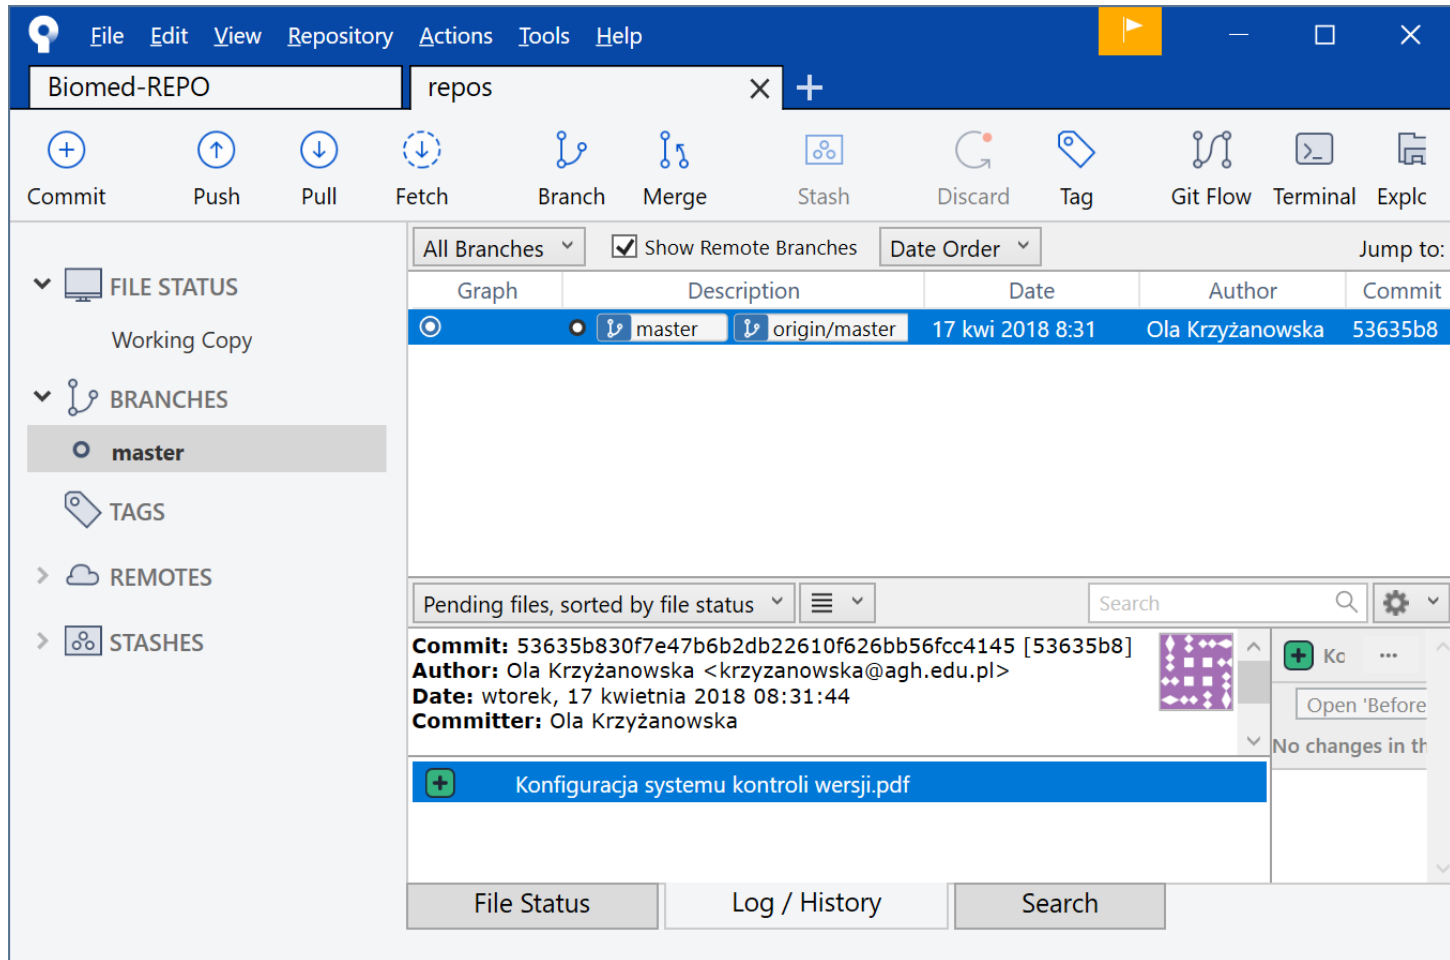 File Edit View Repository Actions Tools Help
Biomed-REPO repos
Commit Push Pull Fetch Branch Merge Stash Discard Tag Git Flow Terminal Explc
All Branches Show Remote Branches Date Order Jump to:
Graph Description Date Author Commit
master origin/master 17 kwi 2018 8:31 Ola Krzyżanowska 53635b8
FILE STATUS
Working Copy
BRANCHES
master
TAGS
REMOTES
STASHES
Pending files, sorted by file status Search
Commit: 53635b830f7e47b6b2db22610f626bb56fcc4145 [53635b8]
Author: Ola Krzyżanowska <krzyzanowska@agh.edu.pl>
Date: wtorek, 17 kwietnia 2018 08:31:44
Committer: Ola Krzyżanowska
Ko ...
Open 'Before
No changes in th
Konfiguracja systemu kontroli wersji.pdf
File Status Log / History Search